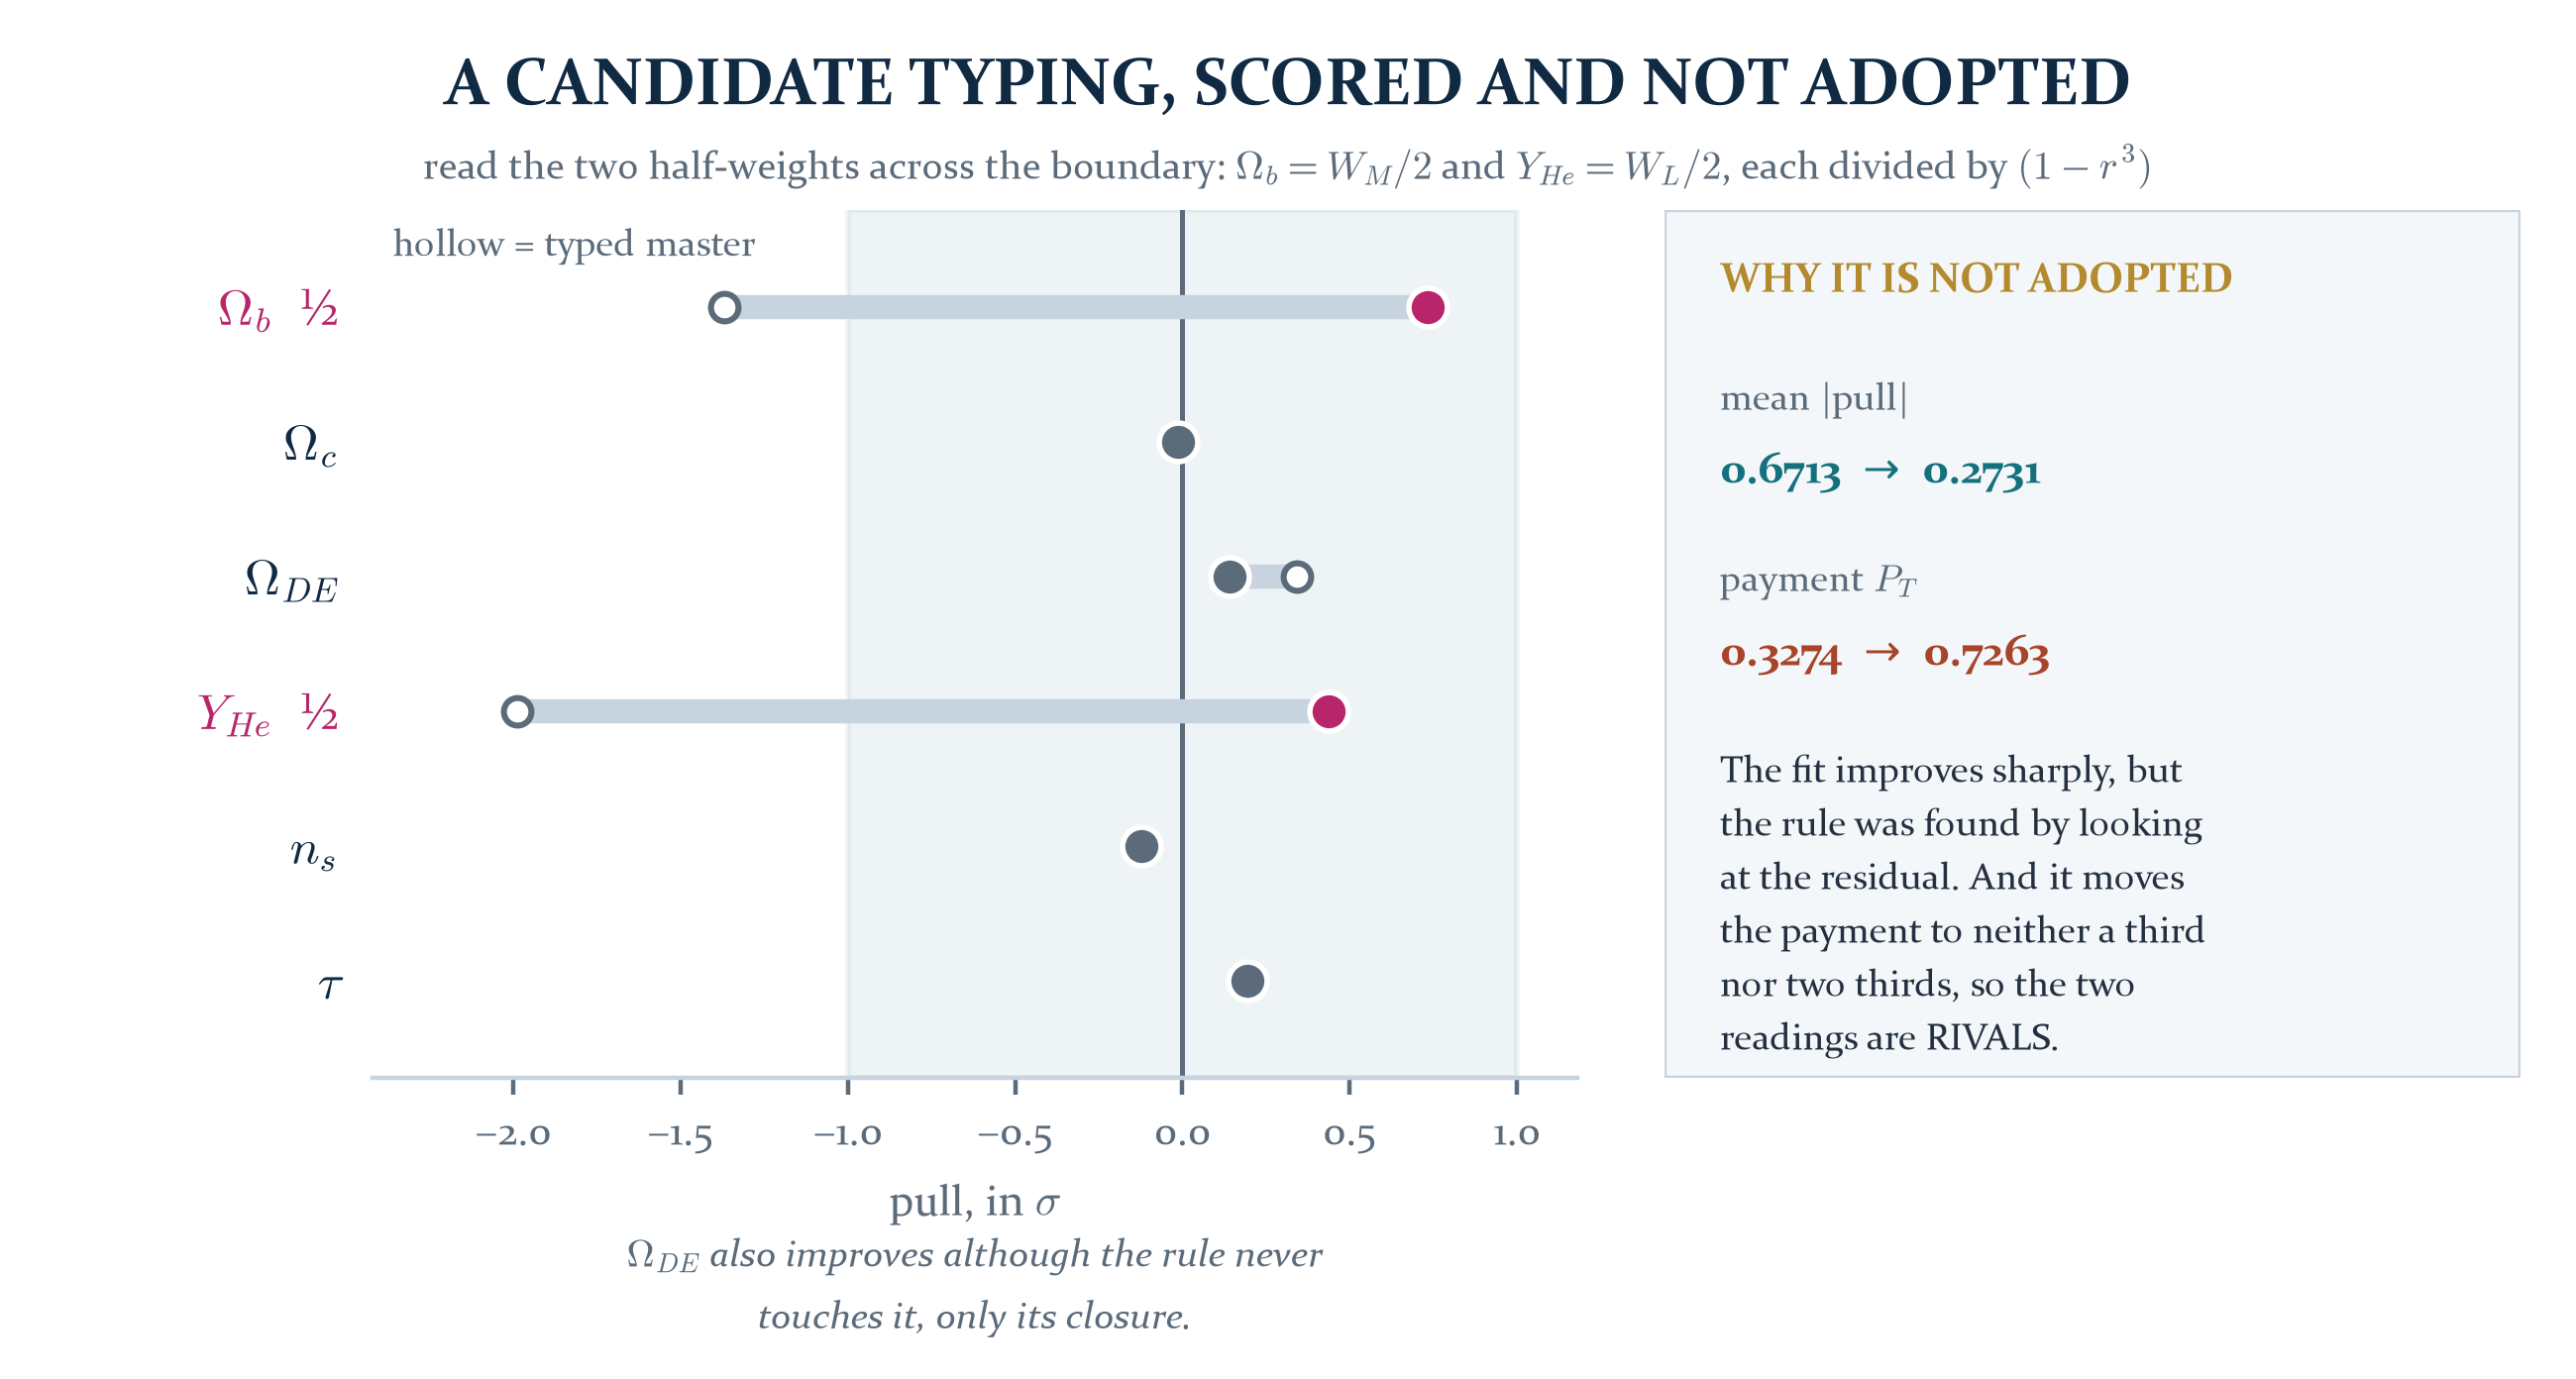 A CANDIDATE TYPING, SCORED AND NOT ADOPTED
read the two half-weights across the boundary: Ω_b = W_M/2 and Y_He = W_L/2, each divided by (1 − r³)
hollow = typed master
Ω_b ½
Ω_c
Ω_DE
Y_He ½
n_s
τ
−2.0 −1.5 −1.0 −0.5 0.0 0.5 1.0
pull, in σ
Ω_DE also improves although the rule never
touches it, only its closure.
WHY IT IS NOT ADOPTED
mean |pull|
0.6713 → 0.2731
payment P_T
0.3274 → 0.7263
The fit improves sharply, but
the rule was found by looking
at the residual. And it moves
the payment to neither a third
nor two thirds, so the two
readings are RIVALS.